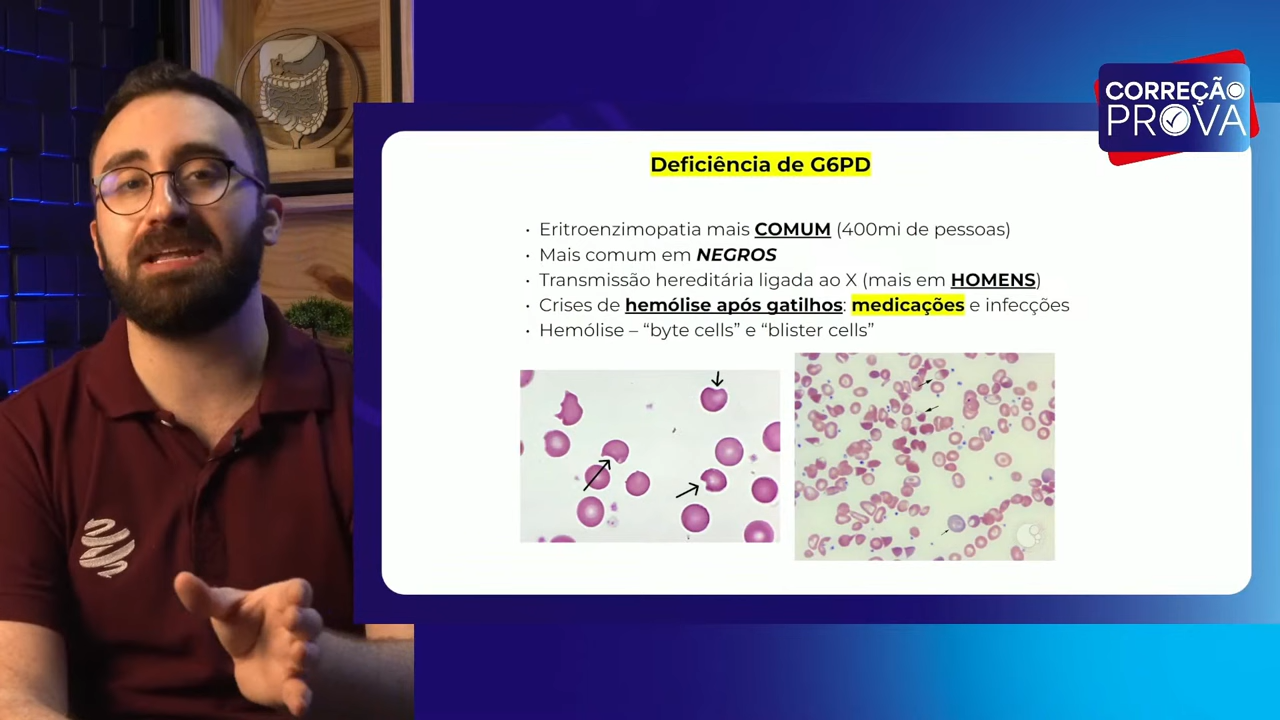 CORREÇÃO
PROVA
Deficiência de G6PD
• Eritroenzimopatia mais COMUM (400mi de pessoas)
• Mais comum em NEGROS
• Transmissão hereditária ligada ao X (mais em HOMENS)
• Crises de hemólise após gatilhos: medicações e infecções
• Hemólise – “byte cells” e “blister cells”